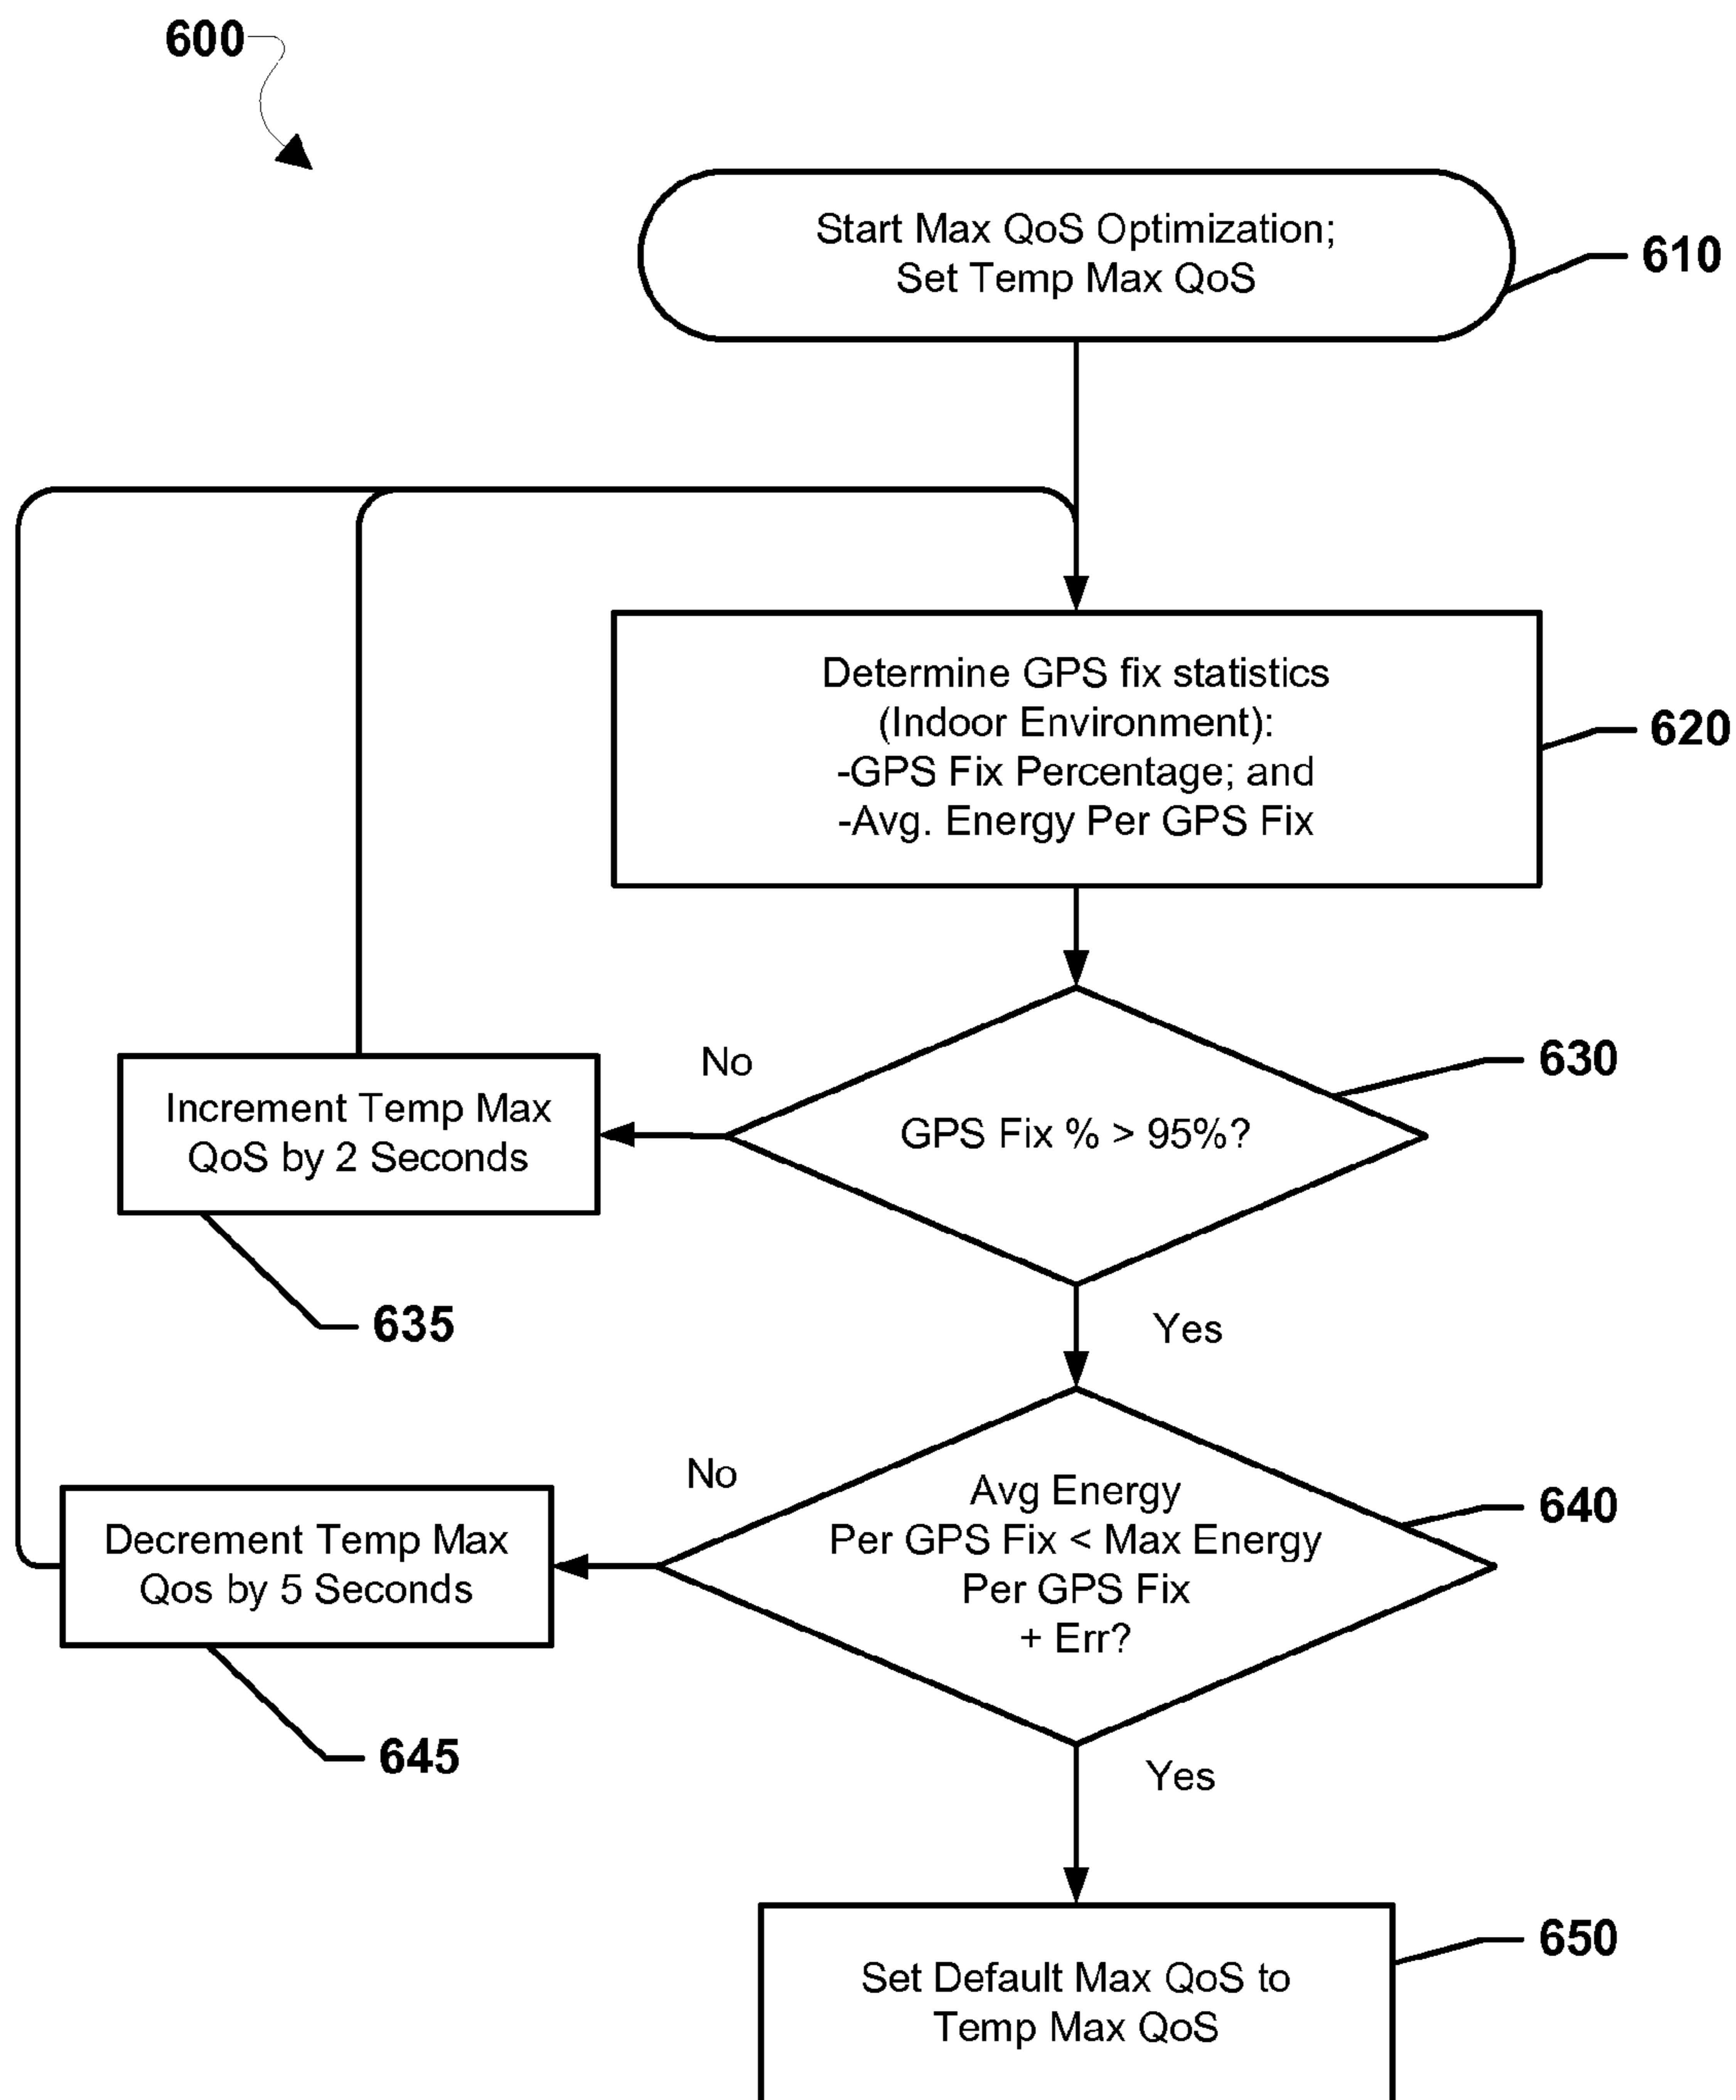 600
Start Max QoS Optimization;
Set Temp Max QoS
610
Determine GPS fix statistics
(Indoor Environment):
-GPS Fix Percentage; and
-Avg. Energy Per GPS Fix
620
No
630
GPS Fix % > 95%?
Increment Temp Max
QoS by 2 Seconds
635
Yes
No
Avg Energy
Per GPS Fix < Max Energy
Per GPS Fix
+ Err?
640
Decrement Temp Max
Qos by 5 Seconds
645
Yes
650
Set Default Max QoS to
Temp Max QoS